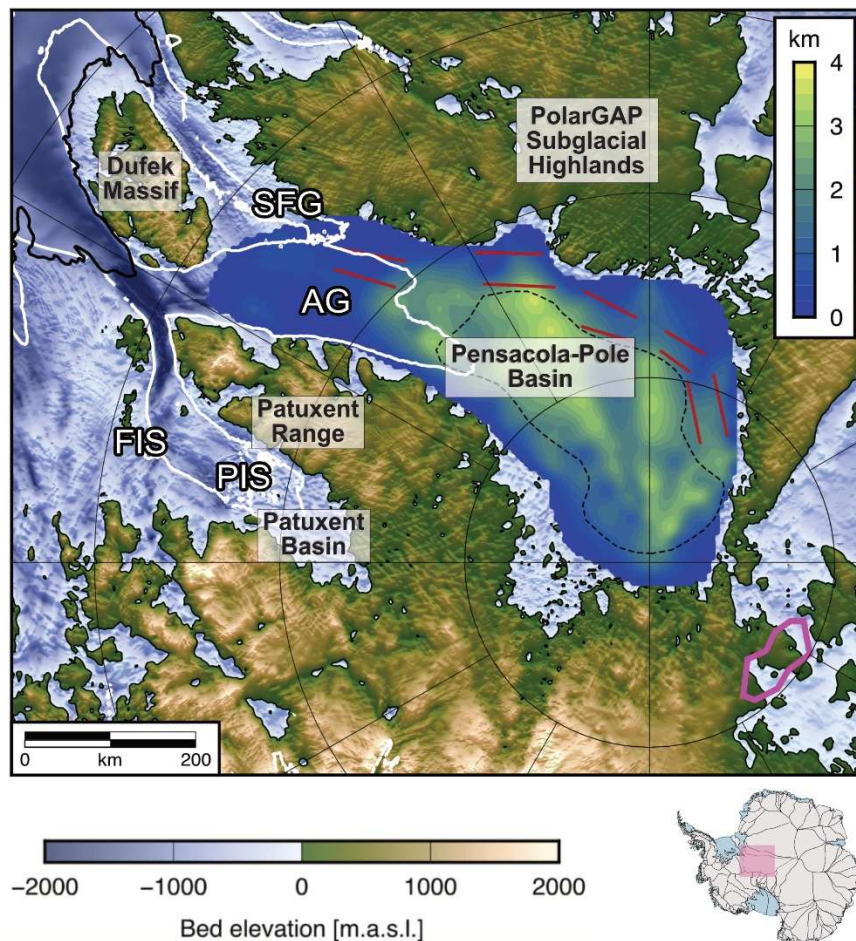 km
4
3
2
1
0
PolarGAP
Subglacial
Highlands
Dufek
Massif
SFG
AG
Pensacola-Pole
Basin
Patuxent
Range
FIS
PIS
Patuxent
Basin
0 100 200
km
−2000 −1000 0 1000 2000
Bed elevation [m.a.s.l.]